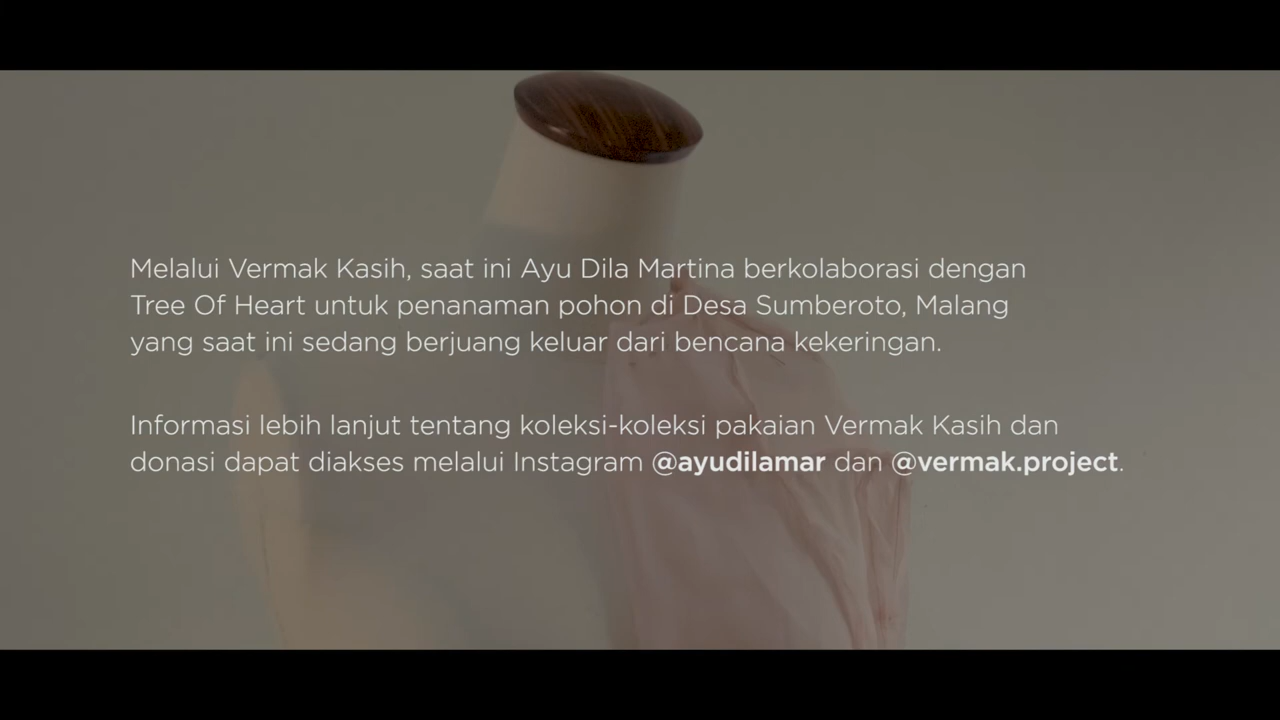 Melalui Vermak Kasih, saat ini Ayu Dila Martina berkolaborasi dengan
Tree Of Heart untuk penanaman pohon di Desa Sumberoto, Malang
yang saat ini sedang berjuang keluar dari bencana kekeringan.
Informasi lebih lanjut tentang koleksi-koleksi pakaian Vermak Kasih dan
donasi dapat diakses melalui Instagram @ayudilamar dan @vermak.project.